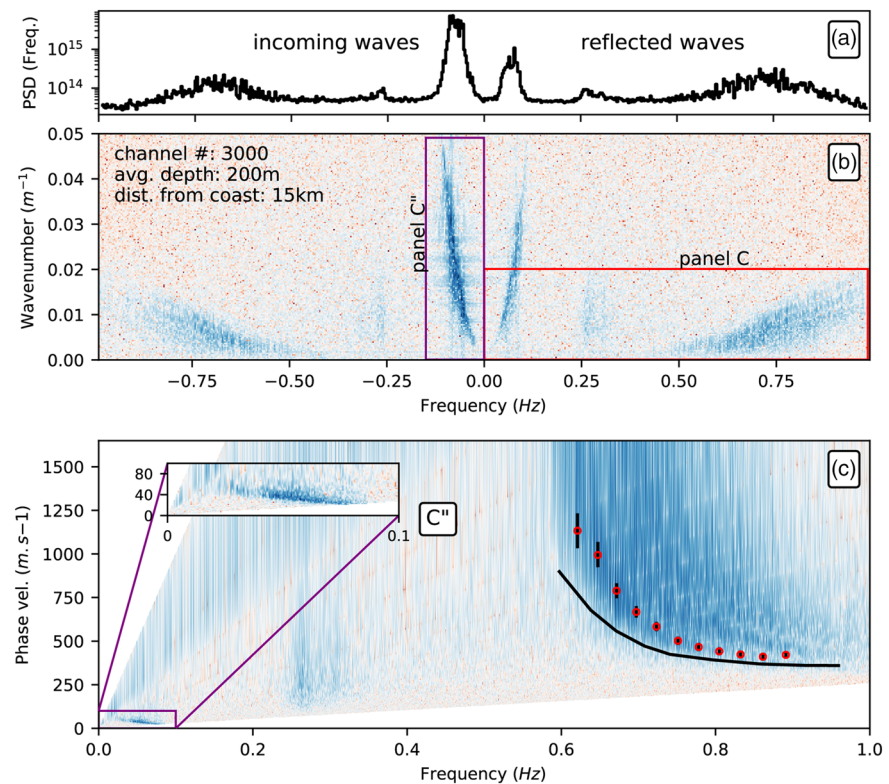 (a)
incoming waves
reflected waves
PSD (Freq.)
10^15
10^14
(b)
channel #: 3000
avg. depth: 200m
dist. from coast: 15km
panel C"
panel C
Wavenumber (m^−1)
0.05
0.04
0.03
0.02
0.01
0.00
−0.75 −0.50 −0.25 0.00 0.25 0.50 0.75
Frequency (Hz)
(c)
C"
80
40
0
0 0.1
Phase vel. (m.s−1)
1500
1250
1000
750
500
250
0
0.0 0.2 0.4 0.6 0.8 1.0
Frequency (Hz)